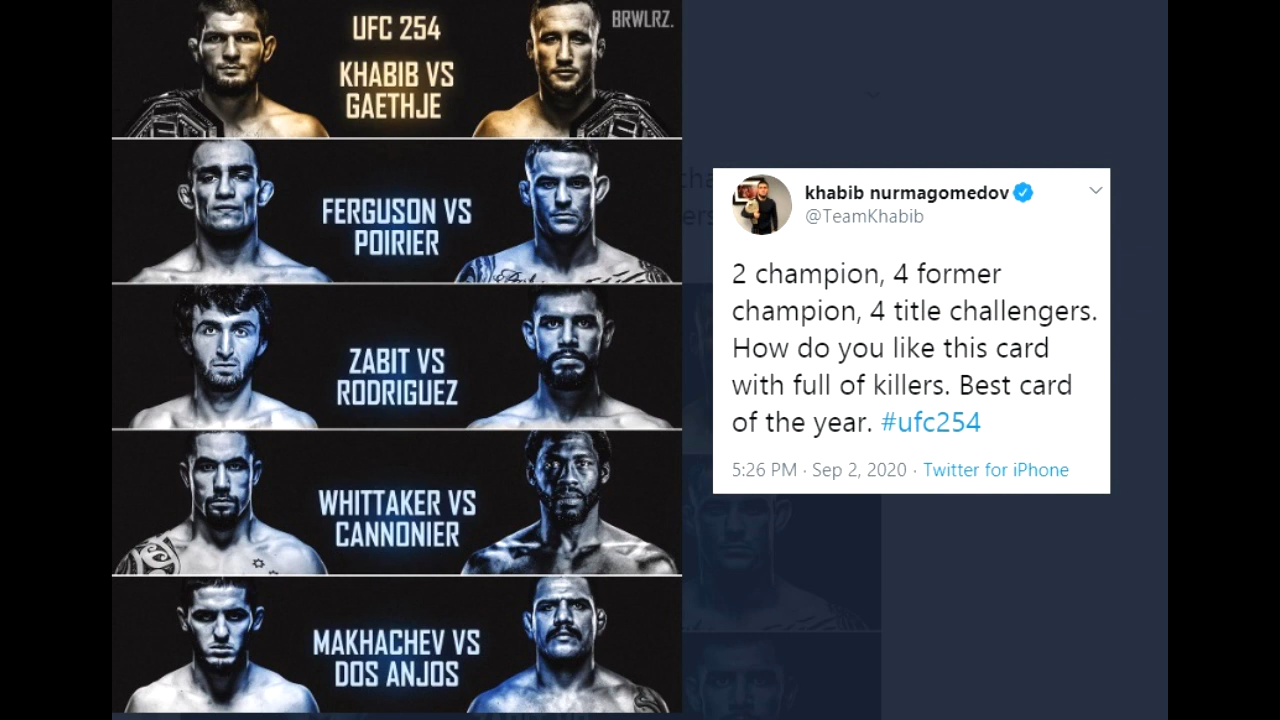 BRWLRZ.
UFC 254
KHABIB VS
GAETHJE
FERGUSON VS
POIRIER
ZABIT VS
RODRIGUEZ
WHITTAKER VS
CANNONIER
MAKHACHEV VS
DOS ANJOS
khabib nurmagomedov
@TeamKhabib
2 champion, 4 former
champion, 4 title challengers.
How do you like this card
with full of killers. Best card
of the year. #ufc254
5:26 PM · Sep 2, 2020 · Twitter for iPhone